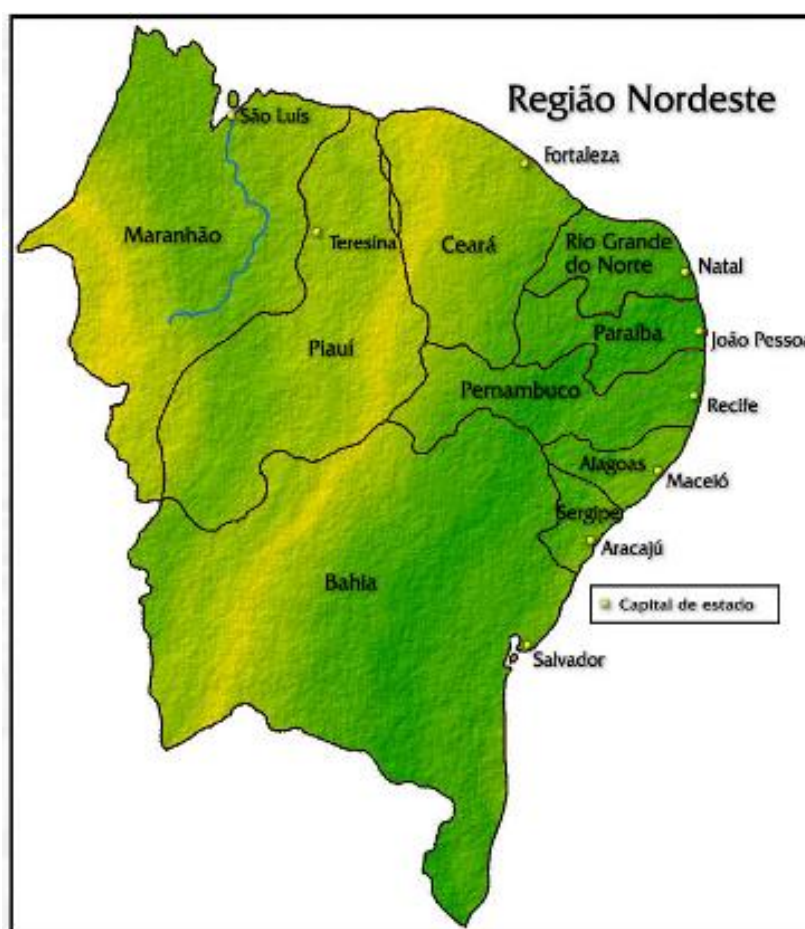 Região Nordeste
São Luís
Fortaleza
Maranhão
Teresina
Ceará
Rio Grande
do Norte
Natal
Piauí
Paraíba
João Pessoa
Pernambuco
Recife
Alagoas
Maceió
Sergipe
Aracajú
Bahia
Capital de estado
Salvador